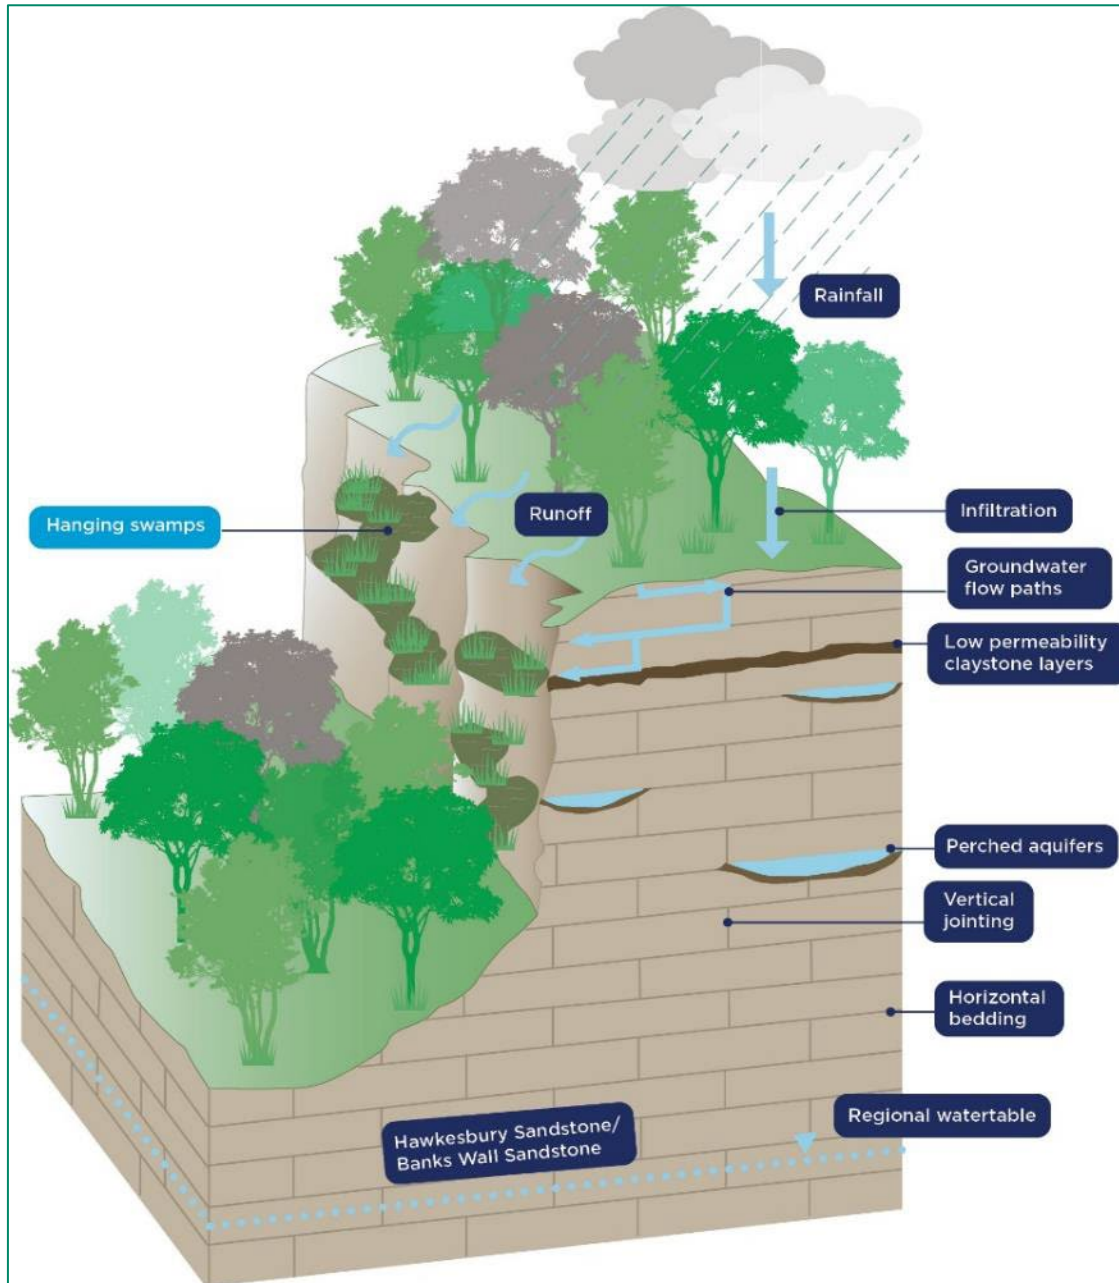 Rainfall
Hanging swamps
Runoff
Infiltration
Groundwater
flow paths
Low permeability
claystone layers
Perched aquifers
Vertical
jointing
Horizontal
bedding
Regional watertable
Hawkesbury Sandstone/
Banks Wall Sandstone